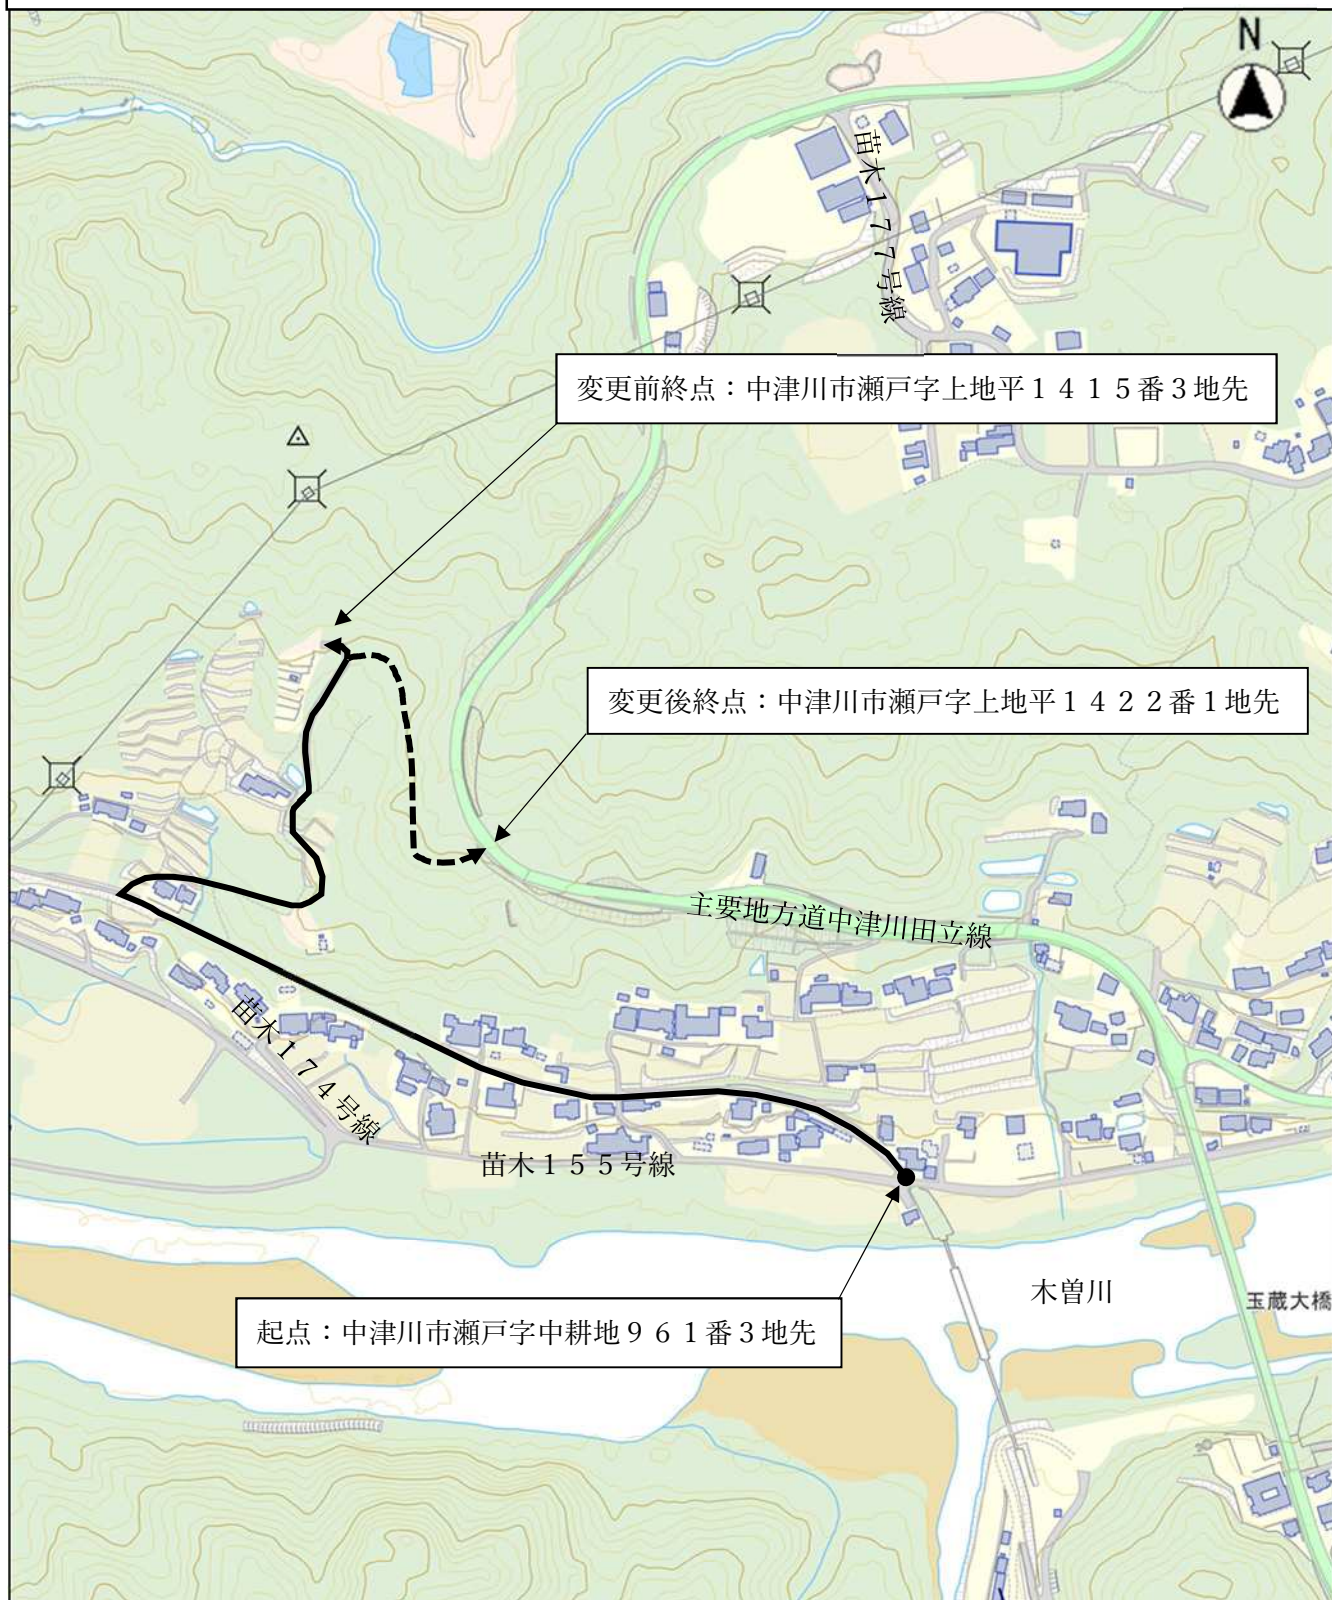 N
苗木１７７号線
変更前終点：中津川市瀬戸字上地平１４１５番３地先
変更後終点：中津川市瀬戸字上地平１４２２番１地先
主要地方道中津川田立線
苗木１７４号線
苗木１５５号線
木曽川
玉蔵大橋
起点：中津川市瀬戸字中耕地９６１番３地先